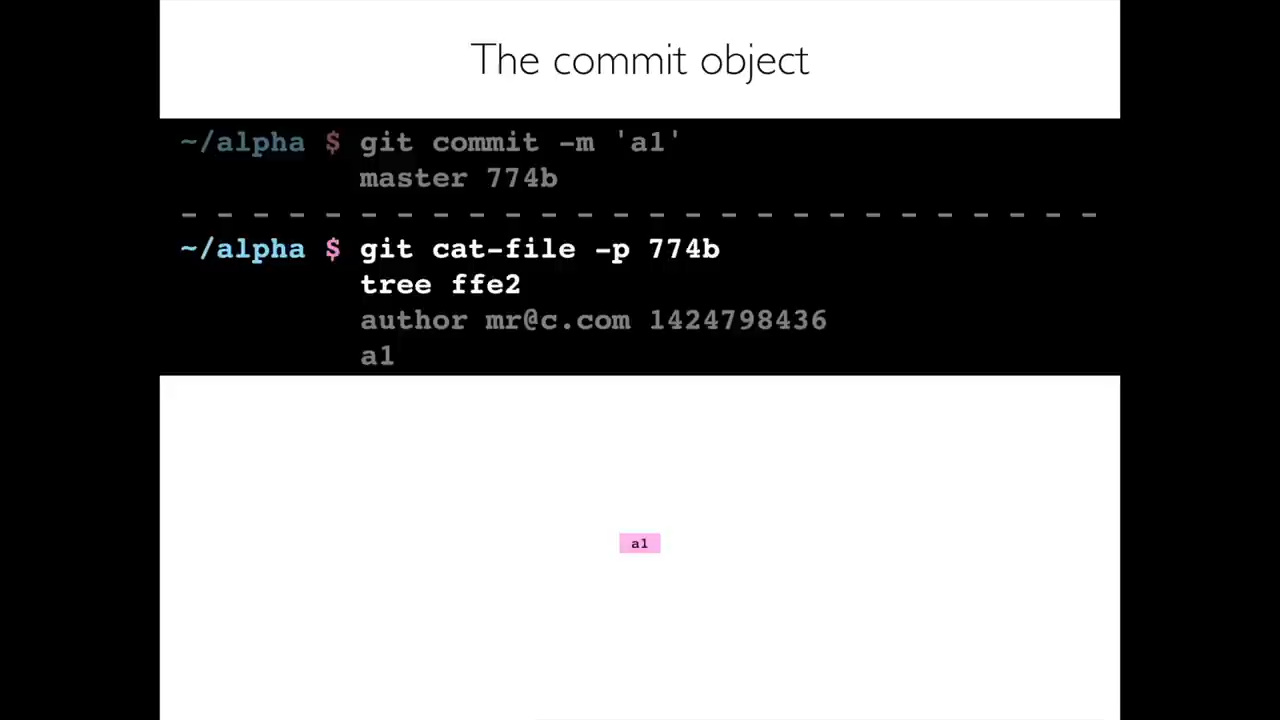 The commit object
~/alpha $ git commit -m 'a1'
master 774b
- - - - - - - - - - - - - - - - - - - - - - - - - -
~/alpha $ git cat-file -p 774b
tree ffe2
author mr@c.com 1424798436
a1
a1